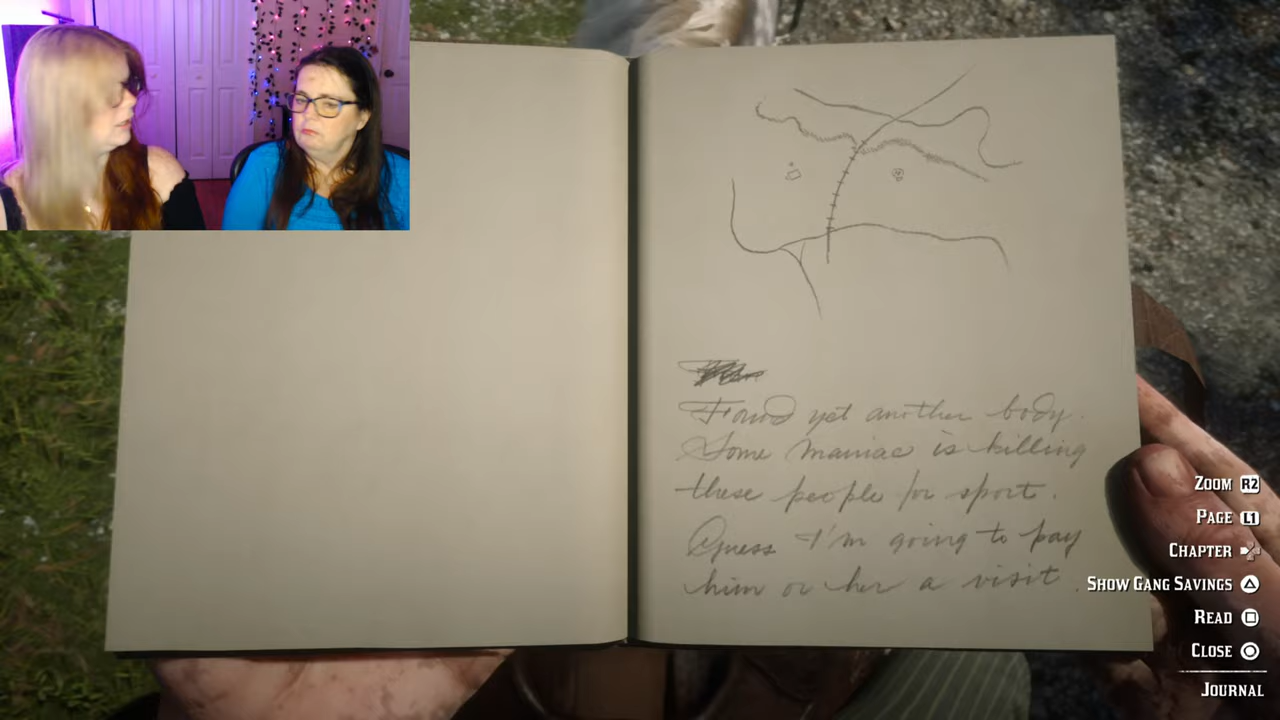 Found yet another body.
Some maniac is killing
these people for sport.
Guess I'm going to pay
him or her a visit.
ZOOM R2
PAGE L1
CHAPTER
SHOW GANG SAVINGS
READ
CLOSE
JOURNAL